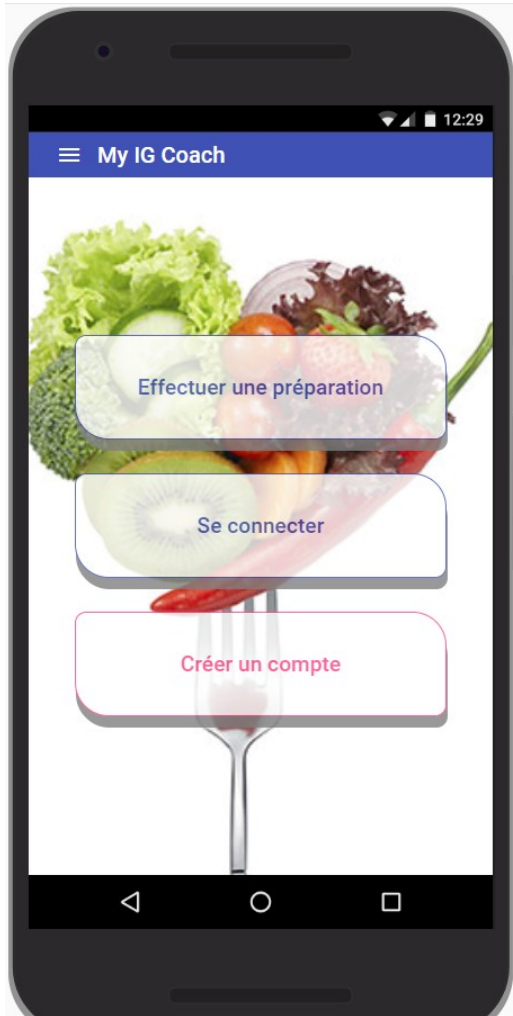 12:29
My IG Coach
Effectuer une préparation
Se connecter
Créer un compte